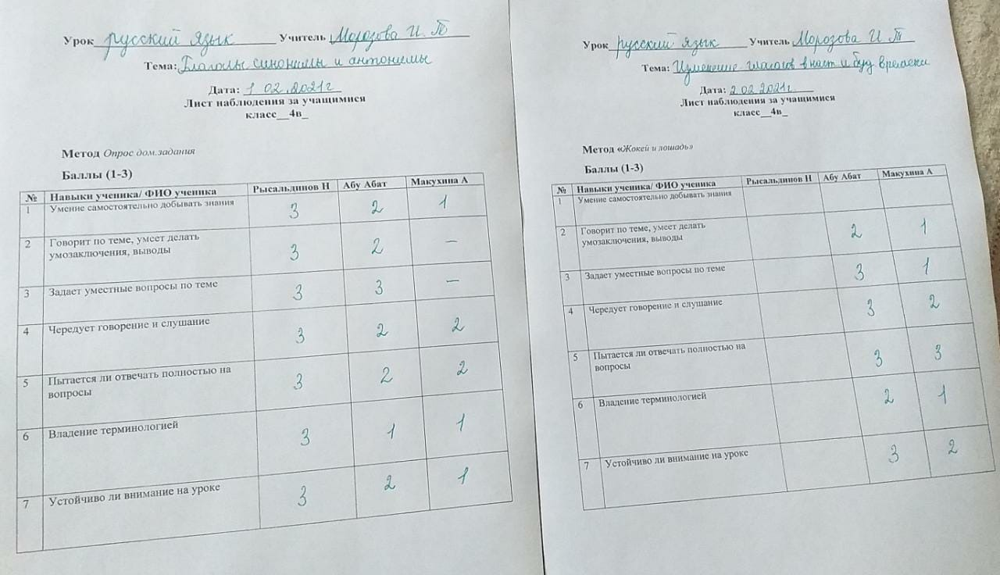 Урок русский язык Учитель Морозова И. Т
Тема: Глаголы синонимы и антонимы
Дата: 1 02.2021г
Лист наблюдения за учащимися
класс__4в_
Метод Опрос дом.задания
Баллы (1-3)
№ Навыки ученика/ ФИО ученика Рысальдинов Н Абу Абат Макухина А
1 Умение самостоятельно добывать знания 3 2 1
2 Говорит по теме, умеет делать
умозаключения, выводы 3 2 –
3 Задает уместные вопросы по теме 3 3 –
4 Чередует говорение и слушание 3 2 2
5 Пытается ли отвечать полностью на
вопросы 3 2 2
6 Владение терминологией 3 1 1
7 Устойчиво ли внимание на уроке 3 2 1
Урок русский язык Учитель Морозова И. Т
Тема: Изменение глаголов в наст и буд времени
Дата: 2.02 2021г.
Лист наблюдения за учащимися
класс__4в_
Метод «Жокей и лошадь»
Баллы (1-3)
№ Навыки ученика/ ФИО ученика Рысальдинов Н Абу Абат Макухина А
1 Умение самостоятельно добывать знания
2 Говорит по теме, умеет делать
умозаключения, выводы 2 1
3 Задает уместные вопросы по теме 3 1
4 Чередует говорение и слушание 3 2
5 Пытается ли отвечать полностью на
вопросы 3 3
6 Владение терминологией 2 1
7 Устойчиво ли внимание на уроке 3 2